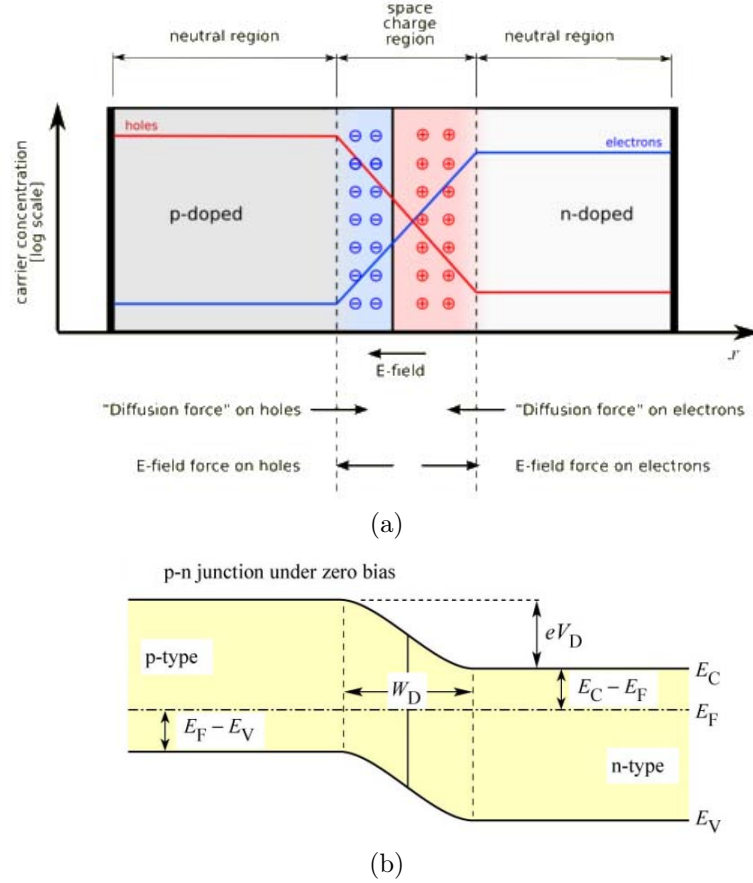 space
charge
region
neutral region
neutral region
carrier concentration
[log scale]
holes
electrons
p-doped
n-doped
⊖ ⊖ ⊕ ⊕
⊖ ⊖ ⊕ ⊕
⊖ ⊖ ⊕ ⊕
⊖ ⊖ ⊕ ⊕
⊖ ⊖ ⊕ ⊕
⊖ ⊖ ⊕ ⊕
⊖ ⊖ ⊕ ⊕
x
E-field
"Diffusion force" on holes
"Diffusion force" on electrons
E-field force on holes
E-field force on electrons
(a)
p-n junction under zero bias
eV_D
p-type
E_C
W_D
E_C – E_F
E_F
E_F – E_V
n-type
E_V
(b)